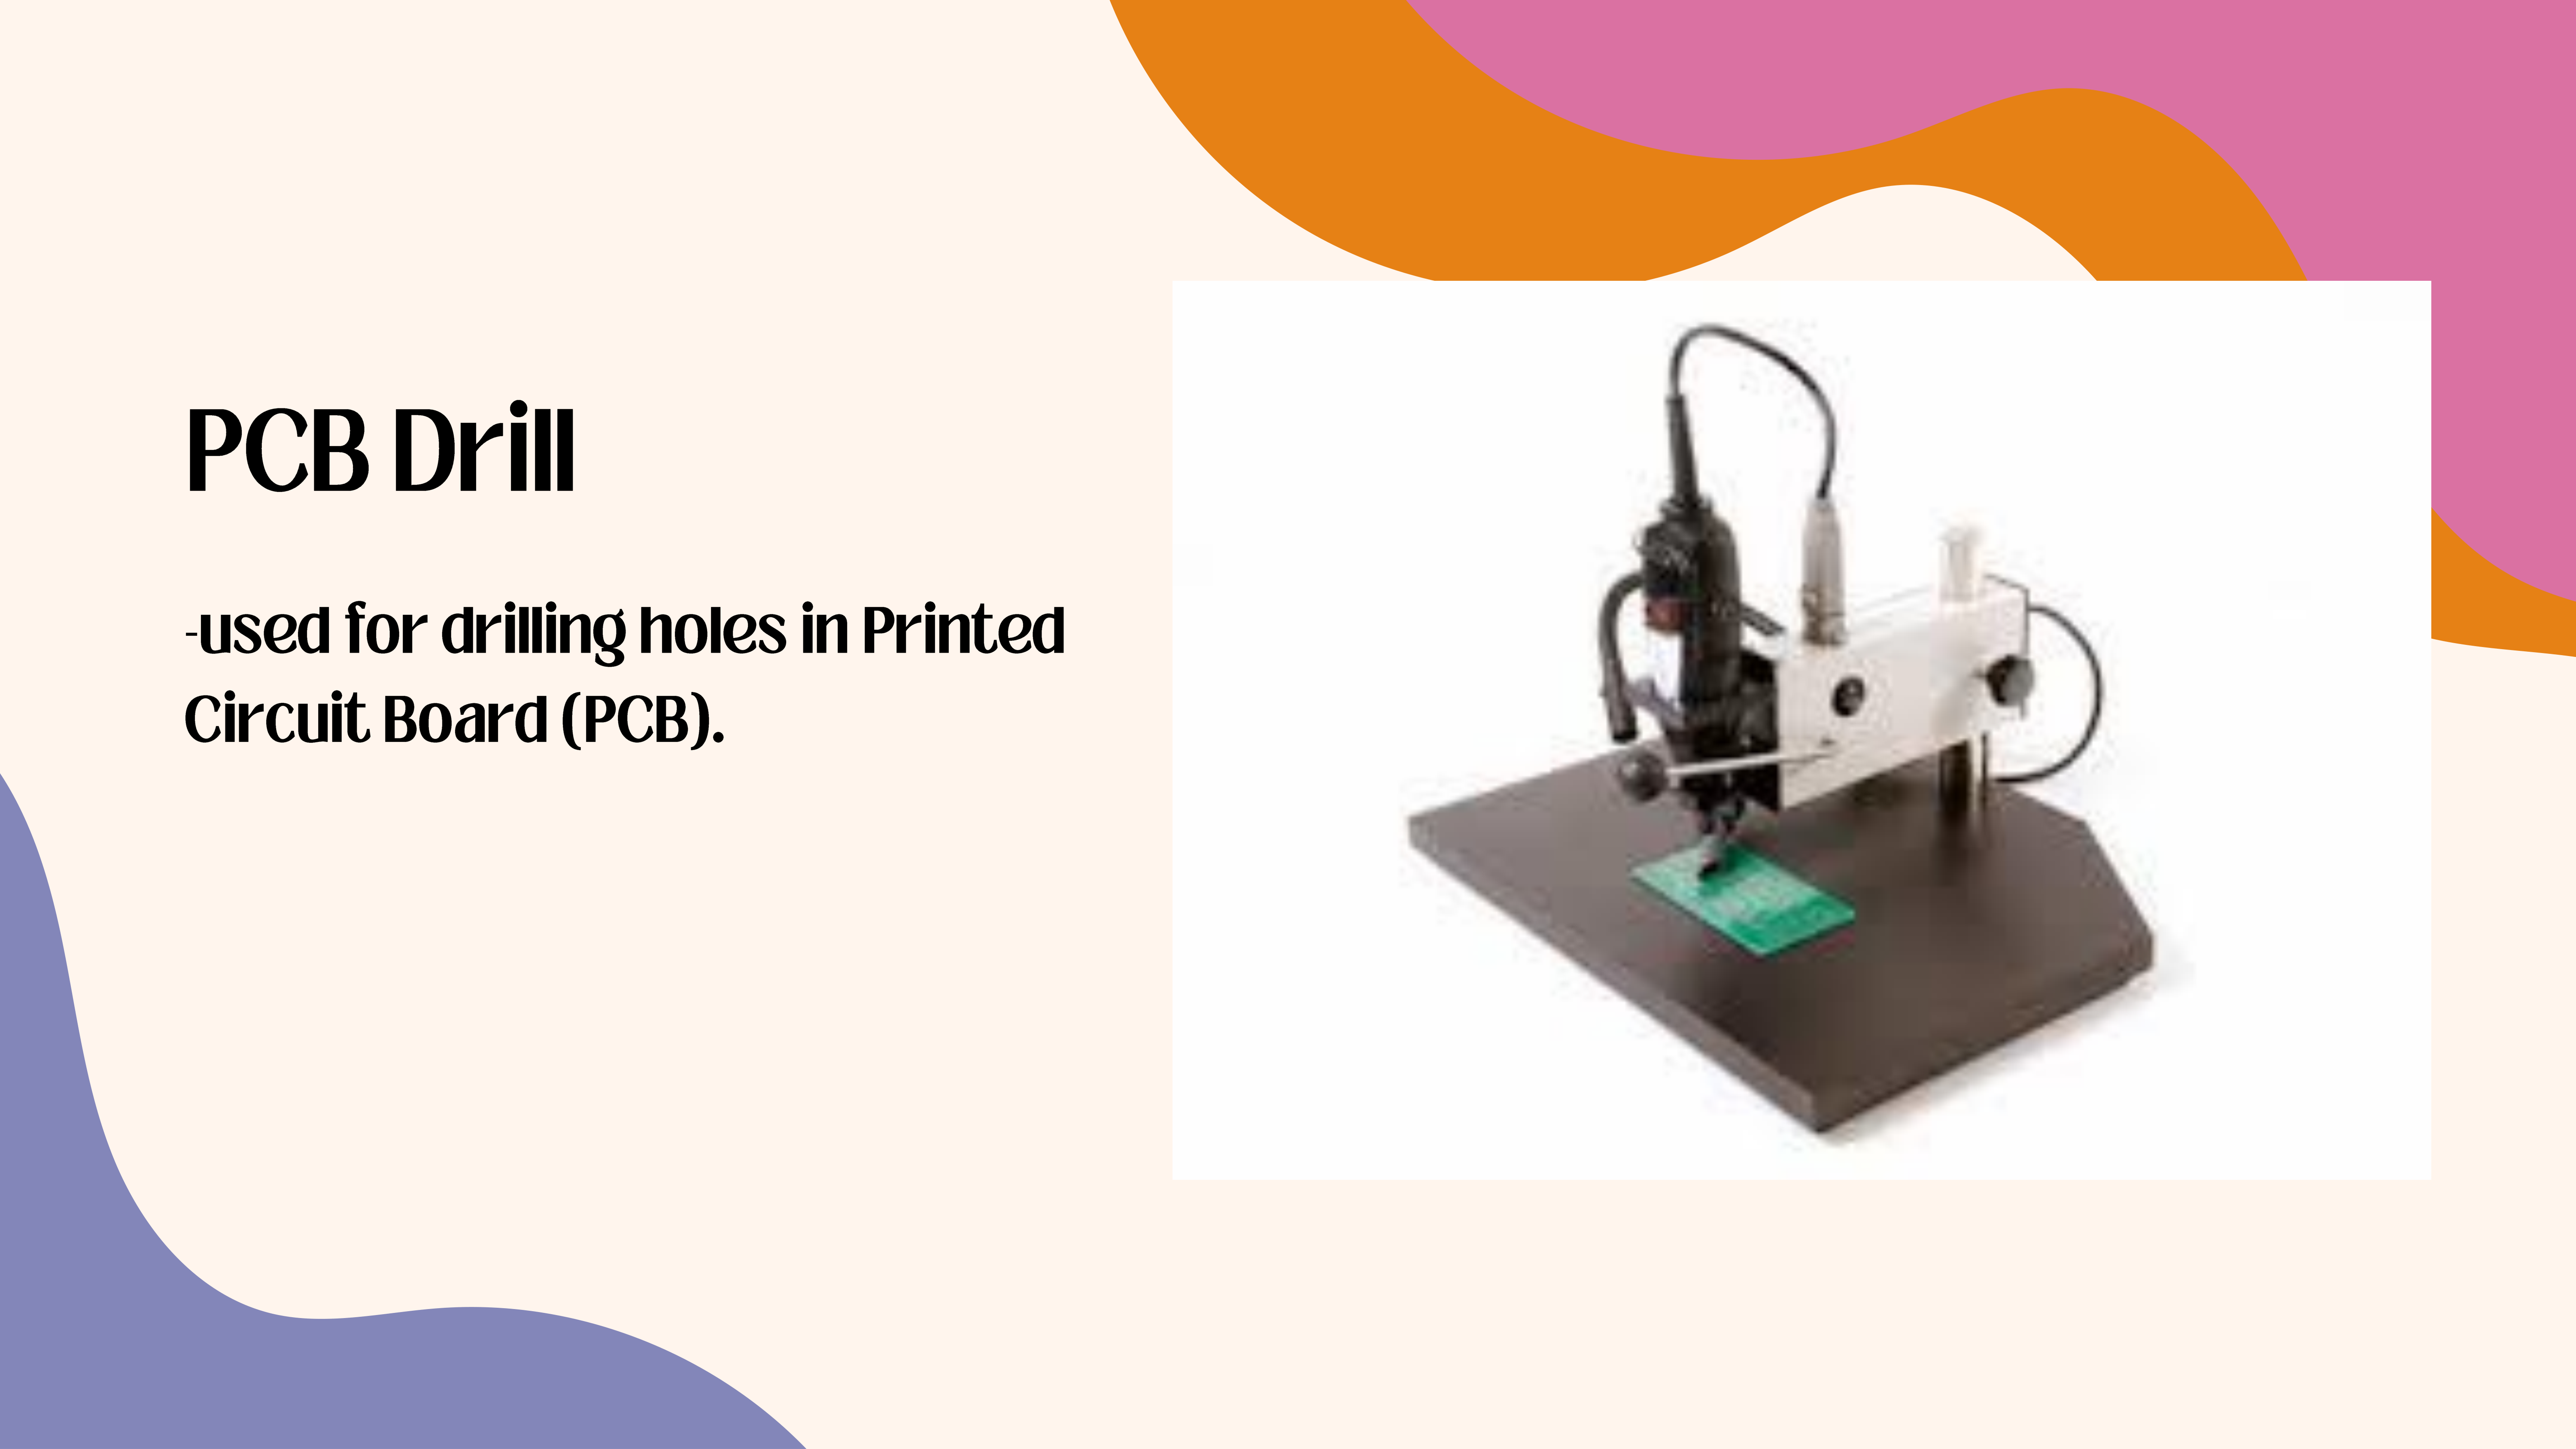 PCB Drill
-used for drilling holes in Printed
Circuit Board (PCB).